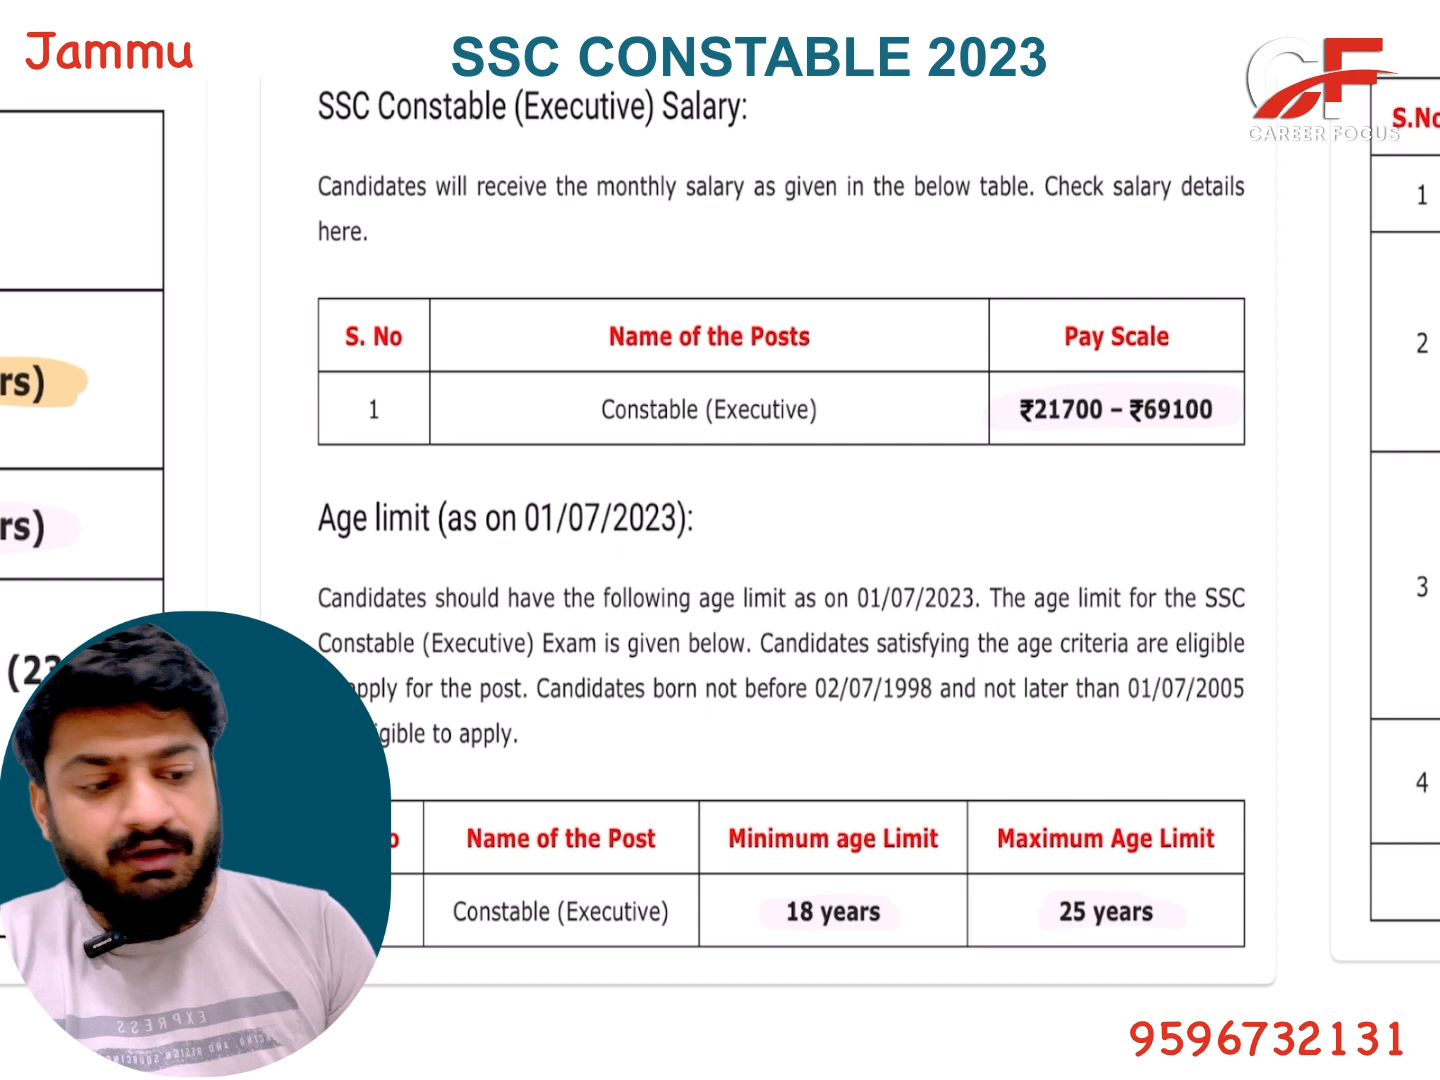 Jammu
SSC CONSTABLE 2023
CAREER FOCUS
S.No
1
2
3
4
rs)
rs)
(23
SSC Constable (Executive) Salary:
Candidates will receive the monthly salary as given in the below table. Check salary details
here.
S. No Name of the Posts Pay Scale
1 Constable (Executive) ₹21700 – ₹69100
Age limit (as on 01/07/2023):
Candidates should have the following age limit as on 01/07/2023. The age limit for the SSC
Constable (Executive) Exam is given below. Candidates satisfying the age criteria are eligible
apply for the post. Candidates born not before 02/07/1998 and not later than 01/07/2005
gible to apply.
o Name of the Post Minimum age Limit Maximum Age Limit
Constable (Executive) 18 years 25 years
EXPRESS
9596732131